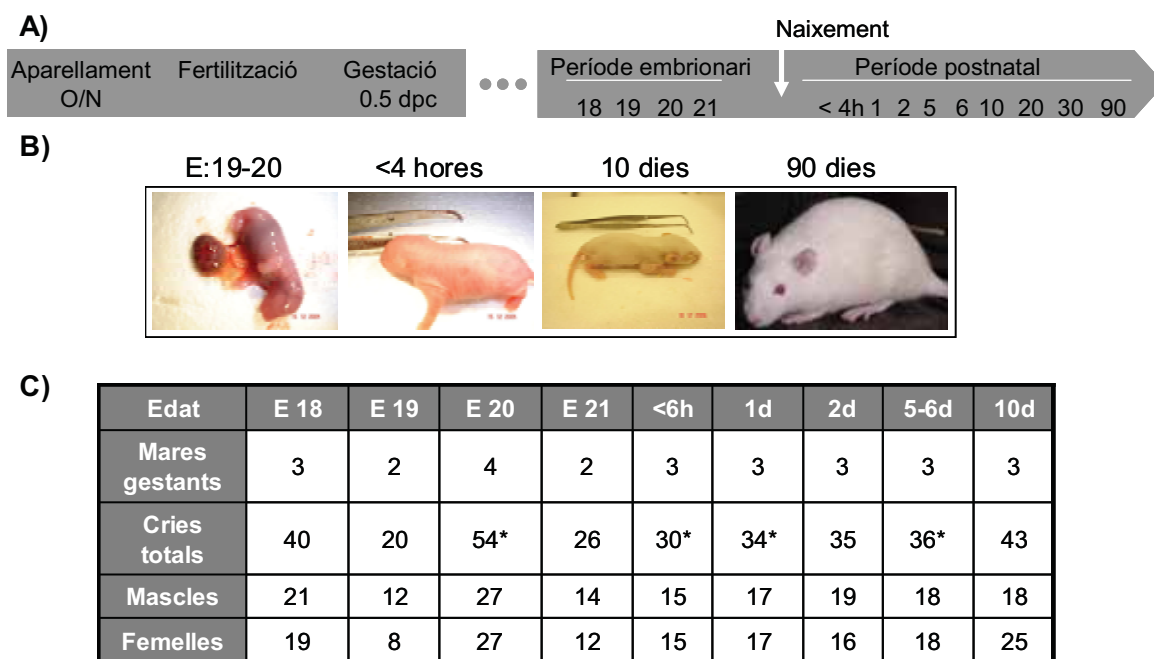 A)
Naixement
Aparellament Fertilització Gestació
O/N 0.5 dpc
Període embrionari
18 19 20 21
Període postnatal
< 4h 1 2 5 6 10 20 30 90
B)
E:19-20 <4 hores 10 dies 90 dies
C)
Edat E 18 E 19 E 20 E 21 <6h 1d 2d 5-6d 10d
Mares
gestants 3 2 4 2 3 3 3 3 3
Cries
totals 40 20 54* 26 30* 34* 35 36* 43
Mascles 21 12 27 14 15 17 19 18 18
Femelles 19 8 27 12 15 17 16 18 25